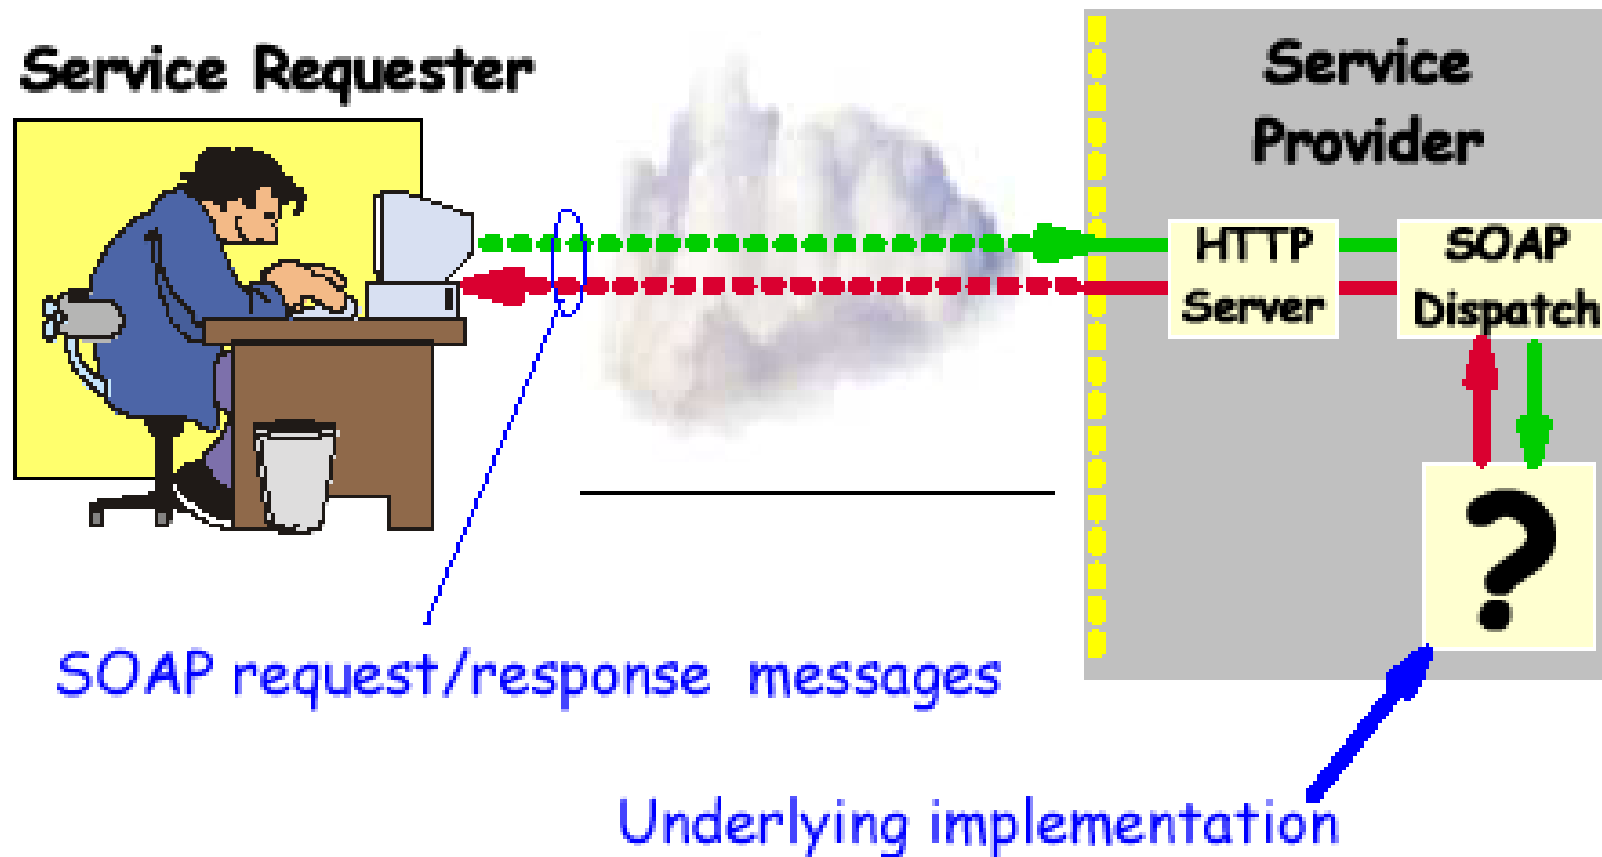 Service Requester
Service
Provider
HTTP
Server
SOAP
Dispatch
?
SOAP request/response messages
Underlying implementation